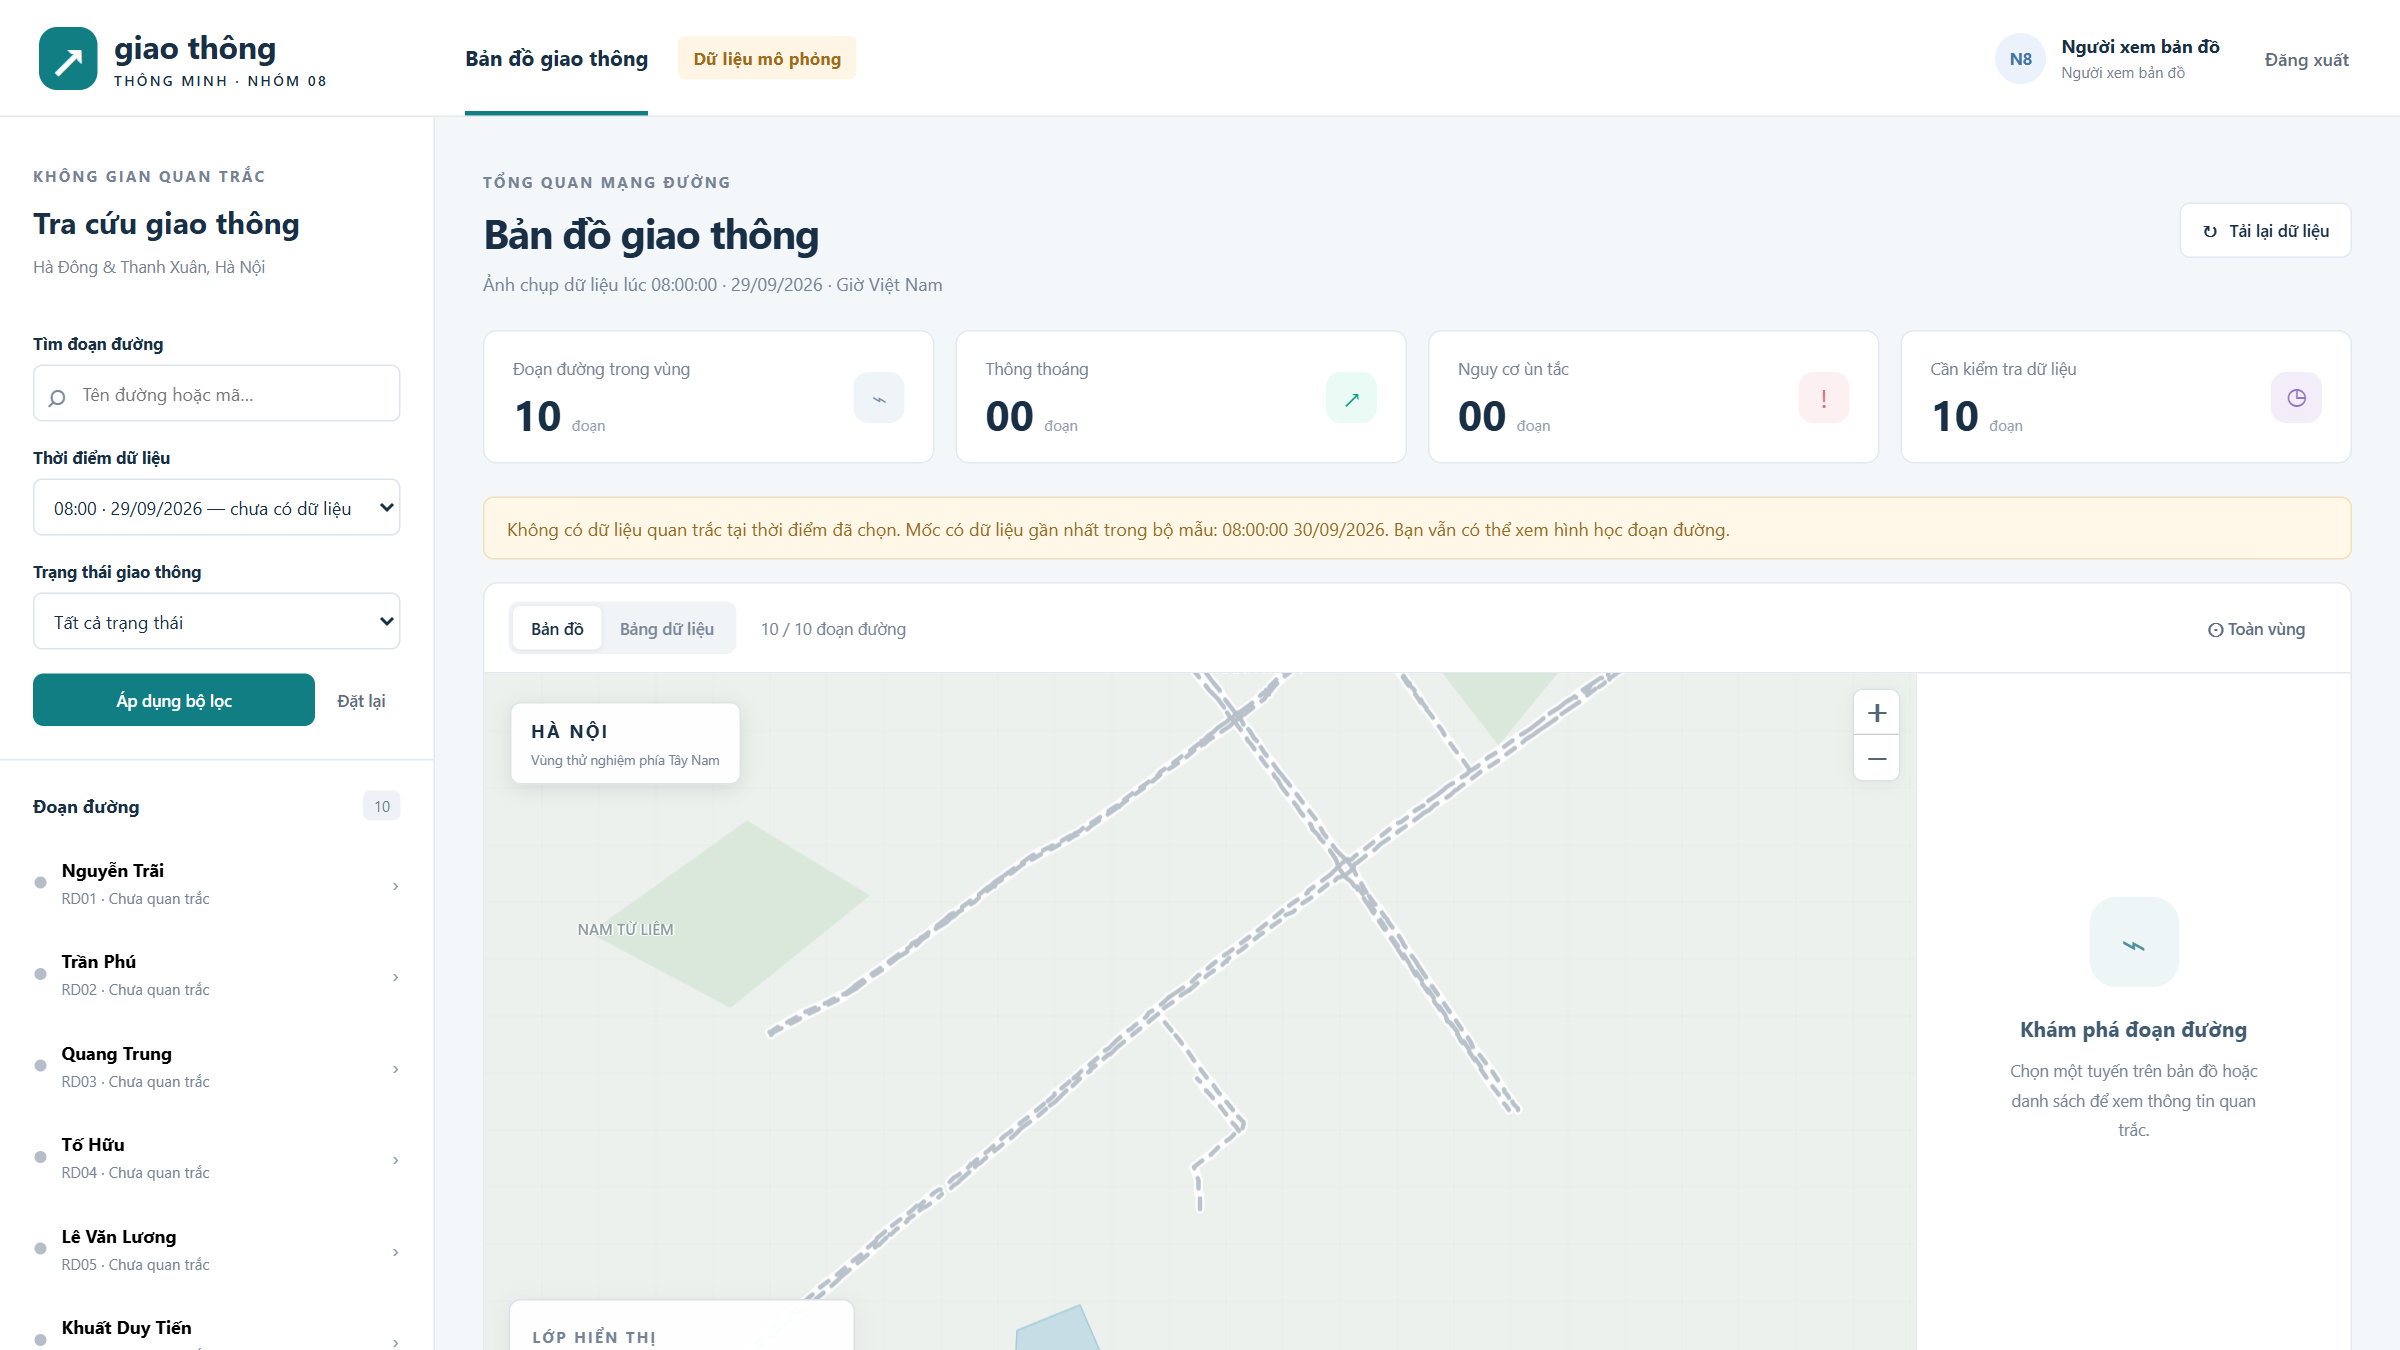 giao thông
THÔNG MINH · NHÓM 08
Bản đồ giao thông
Dữ liệu mô phỏng
N8
Người xem bản đồ
Người xem bản đồ
Đăng xuất
KHÔNG GIAN QUAN TRẮC
Tra cứu giao thông
Hà Đông & Thanh Xuân, Hà Nội
Tìm đoạn đường
Tên đường hoặc mã...
Thời điểm dữ liệu
08:00 · 29/09/2026 — chưa có dữ liệu
Trạng thái giao thông
Tất cả trạng thái
Áp dụng bộ lọc
Đặt lại
Đoạn đường
10
Nguyễn Trãi
RD01 · Chưa quan trắc
Trần Phú
RD02 · Chưa quan trắc
Quang Trung
RD03 · Chưa quan trắc
Tố Hữu
RD04 · Chưa quan trắc
Lê Văn Lương
RD05 · Chưa quan trắc
Khuất Duy Tiến
TỔNG QUAN MẠNG ĐƯỜNG
Bản đồ giao thông
Ảnh chụp dữ liệu lúc 08:00:00 · 29/09/2026 · Giờ Việt Nam
↻ Tải lại dữ liệu
Đoạn đường trong vùng
10 đoạn
Thông thoáng
00 đoạn
Nguy cơ ùn tắc
00 đoạn
!
Cần kiểm tra dữ liệu
10 đoạn
Không có dữ liệu quan trắc tại thời điểm đã chọn. Mốc có dữ liệu gần nhất trong bộ mẫu: 08:00:00 30/09/2026. Bạn vẫn có thể xem hình học đoạn đường.
Bản đồ
Bảng dữ liệu
10 / 10 đoạn đường
⊙ Toàn vùng
HÀ NỘI
Vùng thử nghiệm phía Tây Nam
+
−
NAM TỪ LIÊM
LỚP HIỂN THỊ
Khám phá đoạn đường
Chọn một tuyến trên bản đồ hoặc
danh sách để xem thông tin quan
trắc.